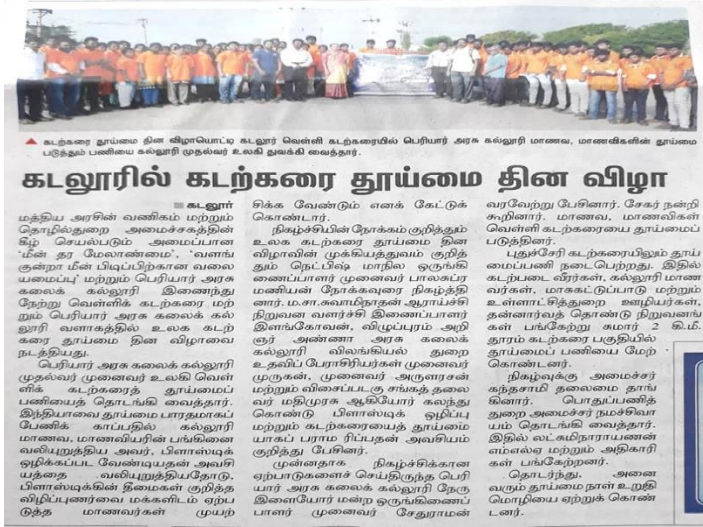 கடற்கரை தூய்மை தின விழாயொட்டி கடலூர் வெள்ளி கடற்கரையில் பெரியார் அரசு கல்லூரி மாணவ, மாணவிகளின் தூய்மை
படுத்தும் பணியை கல்லூரி முதல்வர் உலகி துவக்கி வைத்தார்.
கடலூரில் கடற்கரை தூய்மை தின விழா
■ கடலூர்
மத்திய அரசின் வணிகம் மற்றும்
தொழில்துறை அமைச்சகத்தின்
கீழ் செயல்படும் அமைப்பான
'மீன் தர மேலாண்மை', 'வளங்
குன்றா மீன் பிடிப்பிற்கான வலை
யமைப்பு' மற்றும் பெரியார் அரசு
கலைக் கல்லூரி இணைந்து
நேற்று வெள்ளிக் கடற்கரை மற்
றும் பெரியார் அரசு கலைக் கல்
லூரி வளாகத்தில் உலக கடற்
கரை தூய்மை தின விழாவை
நடத்தியது.
பெரியார் அரசு கலைக் கல்லூரி
முதல்வர் முனைவர் உலகி வெள்
ளிக் கடற்கரைத் தூய்மைப்
பணியைத் தொடங்கி வைத்தார்.
இந்தியாவை தூய்மை பாரதமாகப்
பேணிக் காப்பதில் கல்லூரி
மாணவ, மாணவியரின் பங்கினை
வலியுறுத்திய அவர், பிளாஸ்டிக்
ஒழிக்கப்பட வேண்டியதன் அவசி
யத்தை வலியுறுத்தியதோடு,
பிளாஸ்டிக்கின் தீமைகள் குறித்த
விழிப்புணர்வை மக்களிடம் ஏற்ப
டுத்த மாணவர்கள் முயற்
சிக்க வேண்டும் எனக் கேட்டுக்
கொண்டார்.
நிகழ்ச்சியின் நோக்கம் குறித்தும்
உலக கடற்கரை தூய்மை தின
விழாவின் முக்கியத்துவம் குறித்
தும் நெட்பிஷ் மாநில ஒருங்கி
ணைப்பாளர் முனைவர் பாலசுப்ர
மணியன் நோக்கவுரை நிகழ்த்தி
னார். ம.சா.சுவாமிநாதன் ஆராய்ச்சி
நிறுவன வளர்ச்சி இணைப்பாளர்
இளங்கோவன், விழுப்புரம் அறி
ஞர் அண்ணா அரசு கலைக்
கல்லூரி விலங்கியல் துறை
உதவிப் பேராசிரியர்கள் முனைவர்
முருகன், முனைவர் அருளரசன்
மற்றும் விசைப்படகு சங்கத் தலை
வர் மதிமுரசு ஆகியோர் கலந்து
கொண்டு பிளாஸ்டிக் ஒழிப்பு
மற்றும் கடற்கரையைத் தூய்மை
யாகப் பராம ரிப்பதன் அவசியம்
குறித்து பேசினர்.
முன்னதாக நிகழ்ச்சிக்கான
ஏற்பாடுகளைச் செய்திருந்த பெரி
யார் அரசு கலைக் கல்லூரி நேரு
இளையோர் மன்ற ஒருங்கிணைப்
பாளர் முனைவர் சேதுராமன்
வரவேற்று பேசினார். சேகர் நன்றி
கூறினார். மாணவ, மாணவிகள்
வெள்ளி கடற்கரையை தூய்மைப்
படுத்தினர்.
புதுச்சேரி கடற்கரையிலும் தூய்
மைப்பணி நடைபெற்றது. இதில்
கடற்படை வீரர்கள், கல்லூரி மாண
வர்கள், மாசுகட்டுப்பாடு மற்றும்
உள்ளாட்சித்துறை ஊழியர்கள்,
தன்னார்வத் தொண்டு நிறுவனங்
கள் பங்கேற்று சுமார் 2 கி.மீ.
தூரம் கடற்கரை பகுதியில்
தூய்மைப் பணியை மேற்
கொண்டனர்.
நிகழ்வுக்கு அமைச்சர்
கந்தசாமி தலைமை தாங்
கினார். பொதுப்பணித்
துறை அமைச்சர் நமச்சிவா
யம் தொடங்கி வைத்தார்.
இதில் லட்சுமிநாராயணன்
எம்எல்ஏ மற்றும் அதிகாரி
கள் பங்கேற்றனர்.
தொடர்ந்து, அனை
வரும் தூய்மை நாள் உறுதி
மொழியை ஏற்றுக் கொண்
டனர்.